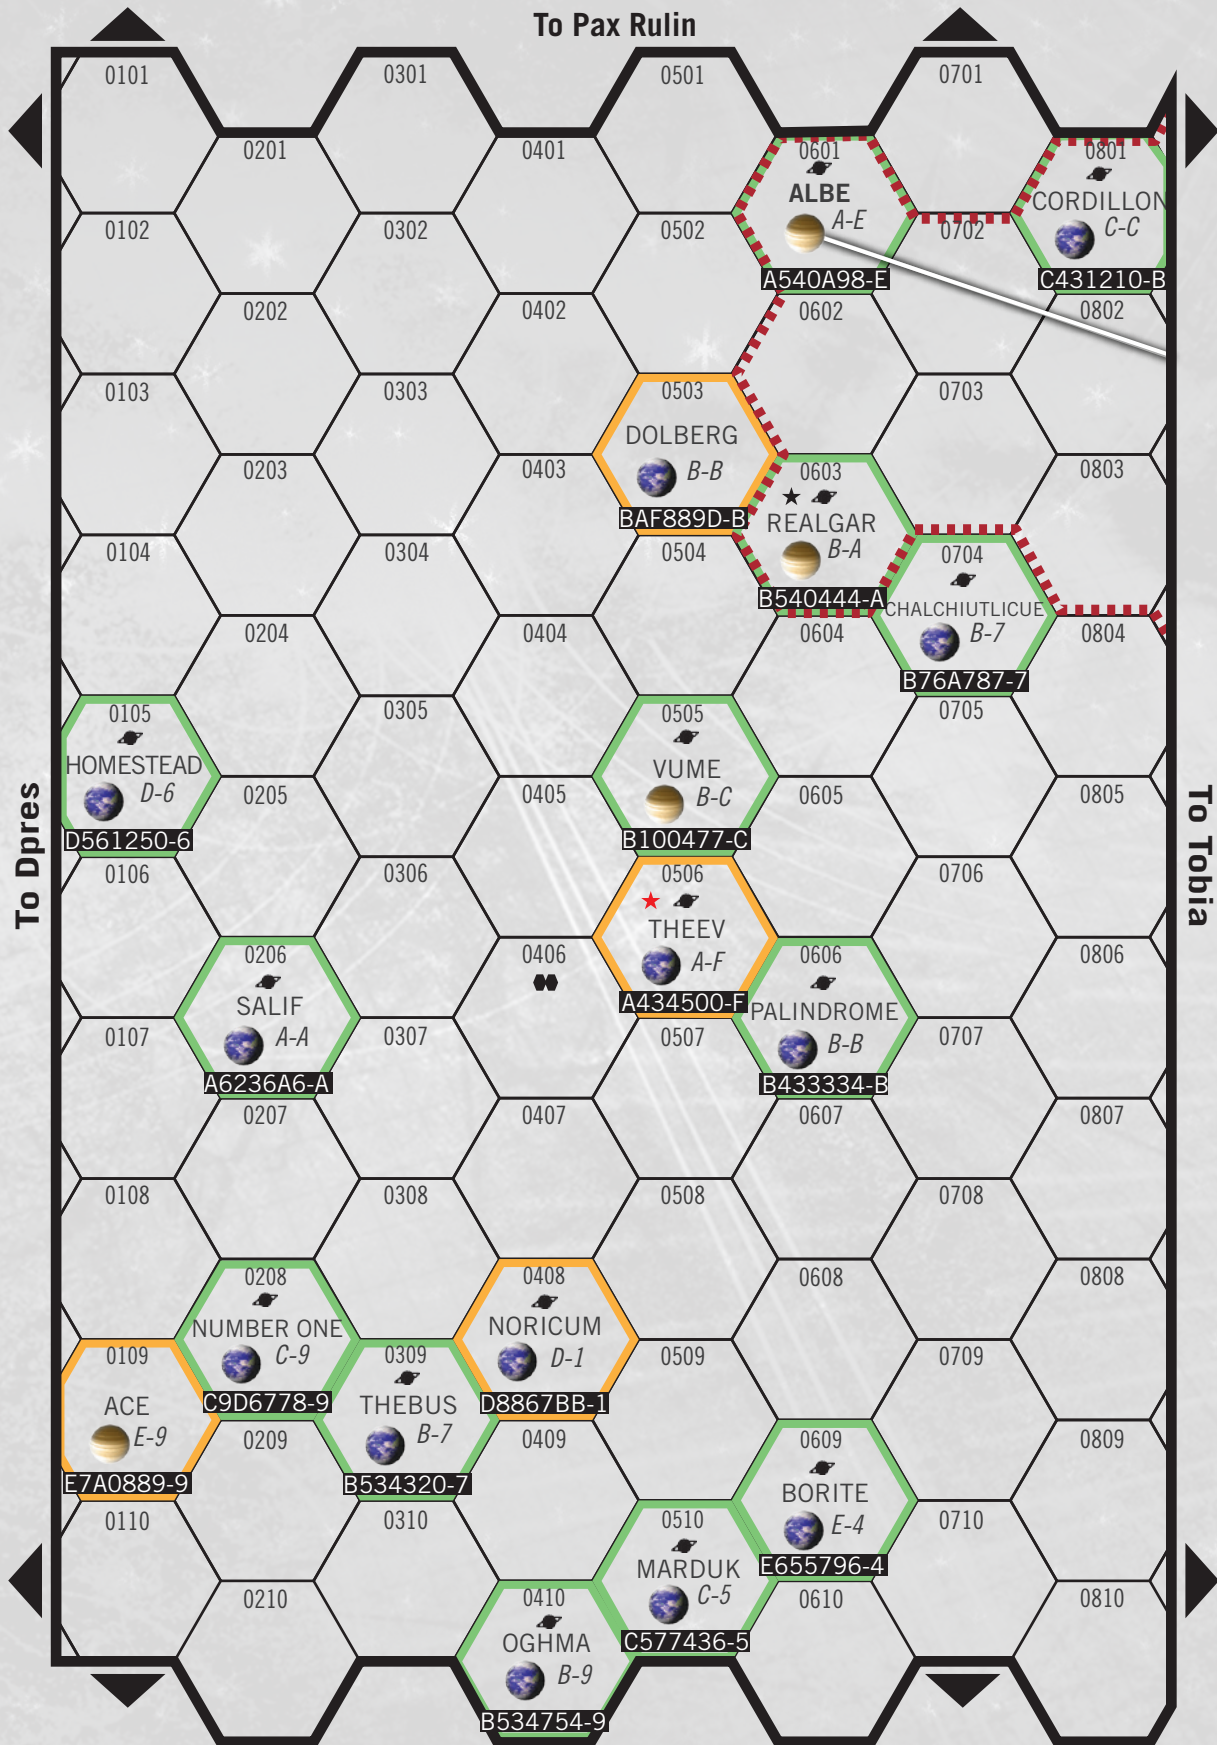 To Pax Rulin
0101
0301
0501
0701
0201
0401
0601
ALBE
A-E
A540A98-E
0801
CORDILLON
C-C
C431210-B
0102
0302
0502
0702
0202
0402
0602
0802
0103
0303
0503
DOLBERG
B-B
BAF889D-B
0703
0203
0403
0603
REALGAR
B-A
B540444-A
0803
0104
0304
0504
0704
CHALCHIUTLICUE
B-7
B76A787-7
0204
0404
0604
0804
0105
HOMESTEAD
D-6
D561250-6
0305
0505
VUME
B-C
B100477-C
0705
0205
0405
0605
0805
To Dpres
To Tobia
0106
0306
0506
THEEV
A-F
A434500-F
0706
0206
SALIF
A-A
A6236A6-A
0406
0606
PALINDROME
B-B
B433334-B
0806
0107
0307
0507
0707
0207
0407
0607
0807
0108
0308
0508
0708
0208
NUMBER ONE
C-9
C9D6778-9
0408
NORICUM
D-1
D8867BB-1
0608
0808
0109
ACE
E-9
E7A0889-9
0309
THEBUS
B-7
B534320-7
0509
0709
0209
0409
0609
BORITE
E-4
E655796-4
0809
0110
0310
0510
MARDUK
C-5
C577436-5
0710
0210
0410
OGHMA
B-9
B534754-9
0610
0810